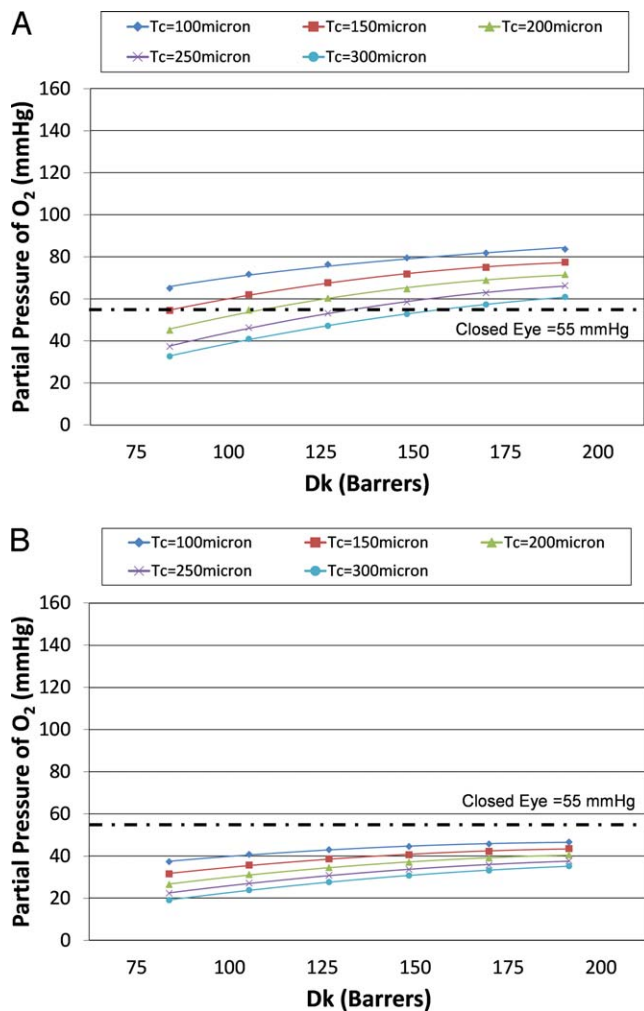 A
Tc=100micron Tc=150micron Tc=200micron
Tc=250micron Tc=300micron
160
140
120
100
80
60
40
20
0
Partial Pressure of O₂ (mmHg)
Closed Eye =55 mmHg
75 100 125 150 175 200
Dk (Barrers)
B
Tc=100micron Tc=150micron Tc=200micron
Tc=250micron Tc=300micron
160
140
120
100
80
60
40
20
0
Partial Pressure of O₂ (mmHg)
Closed Eye =55 mmHg
75 100 125 150 175 200
Dk (Barrers)